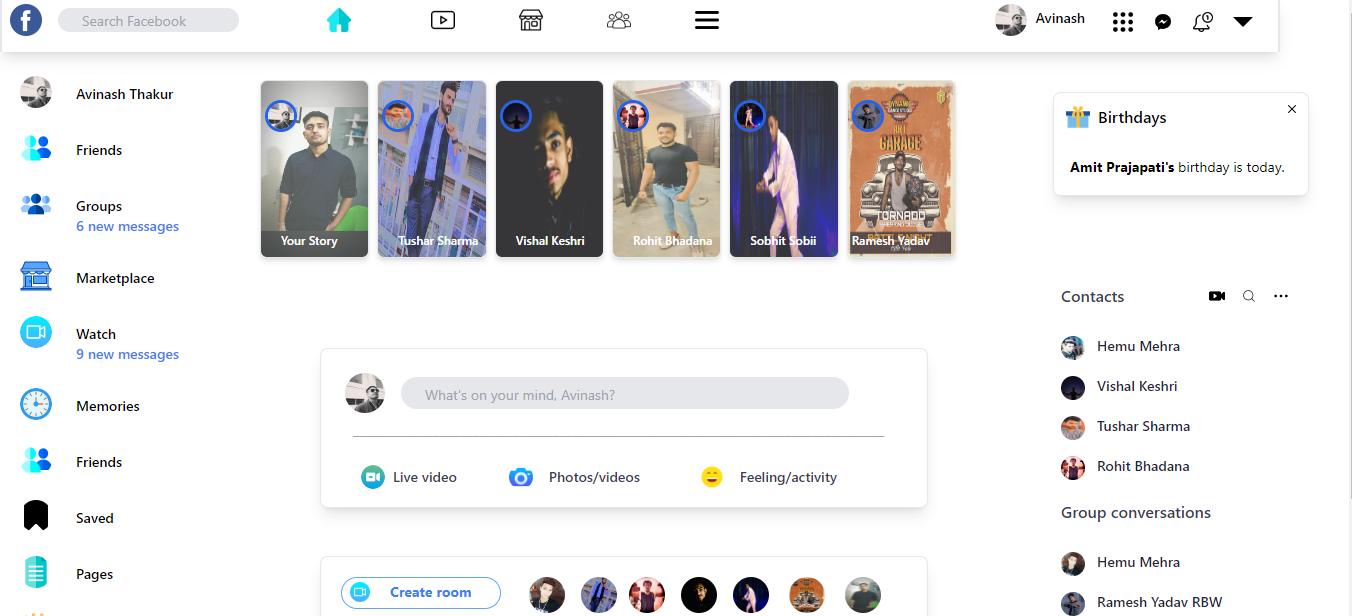 f
Search Facebook
Avinash
Avinash Thakur
Friends
Groups
6 new messages
Marketplace
Watch
9 new messages
Memories
Friends
Saved
Pages
Your Story
Tushar Sharma
Vishal Keshri
Rohit Bhadana
Sobhit Sobii
GARAGE
TORNADO
Ramesh Yadav
What's on your mind, Avinash?
Live video
Photos/videos
Feeling/activity
Create room
Birthdays
Amit Prajapati's birthday is today.
Contacts
Hemu Mehra
Vishal Keshri
Tushar Sharma
Rohit Bhadana
Group conversations
Hemu Mehra
Ramesh Yadav RBW